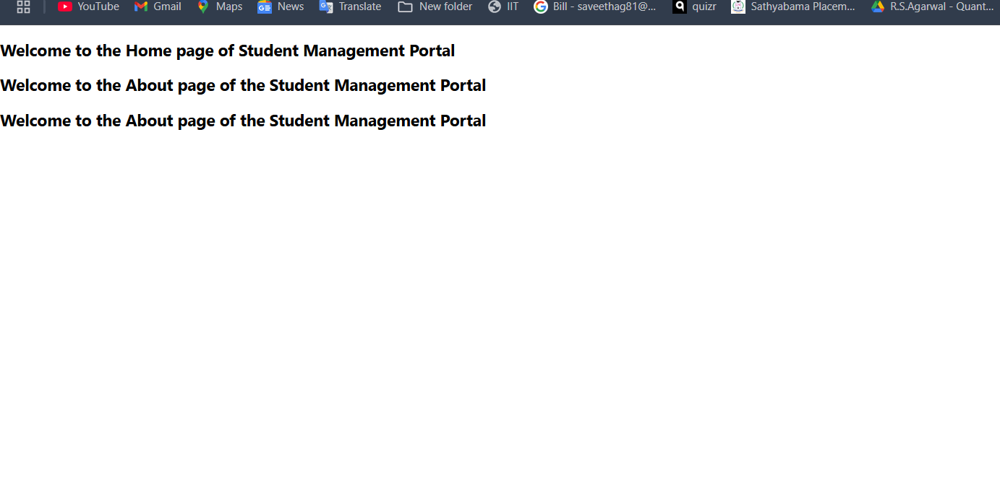 YouTube Gmail Maps News Translate New folder IIT Bill - saveethag81@... quizr Sathyabama Placem... R.S.Agarwal - Quant...
Welcome to the Home page of Student Management Portal
Welcome to the About page of the Student Management Portal
Welcome to the About page of the Student Management Portal